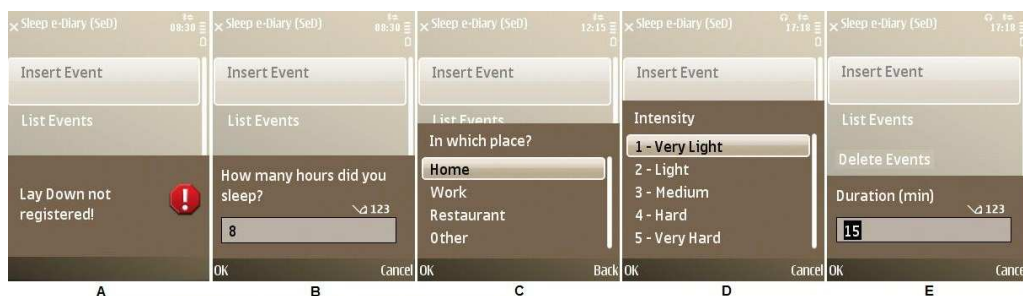 Sleep e-Diary (SeD)
08:30
Insert Event
List Events
Lay Down not
registered!
A
Sleep e-Diary (SeD)
08:30
Insert Event
List Events
How many hours did you
sleep?
123
8
OK Cancel
B
Sleep e-Diary (SeD)
12:15
Insert Event
List Events
In which place?
Home
Work
Restaurant
Other
OK Back
C
Sleep e-Diary (SeD)
17:18
Insert Event
Intensity
1 - Very Light
2 - Light
3 - Medium
4 - Hard
5 - Very Hard
OK Cancel
D
Sleep e-Diary (SeD)
17:18
Insert Event
List Events
Delete Events
Duration (min)
123
15
OK Cance
E